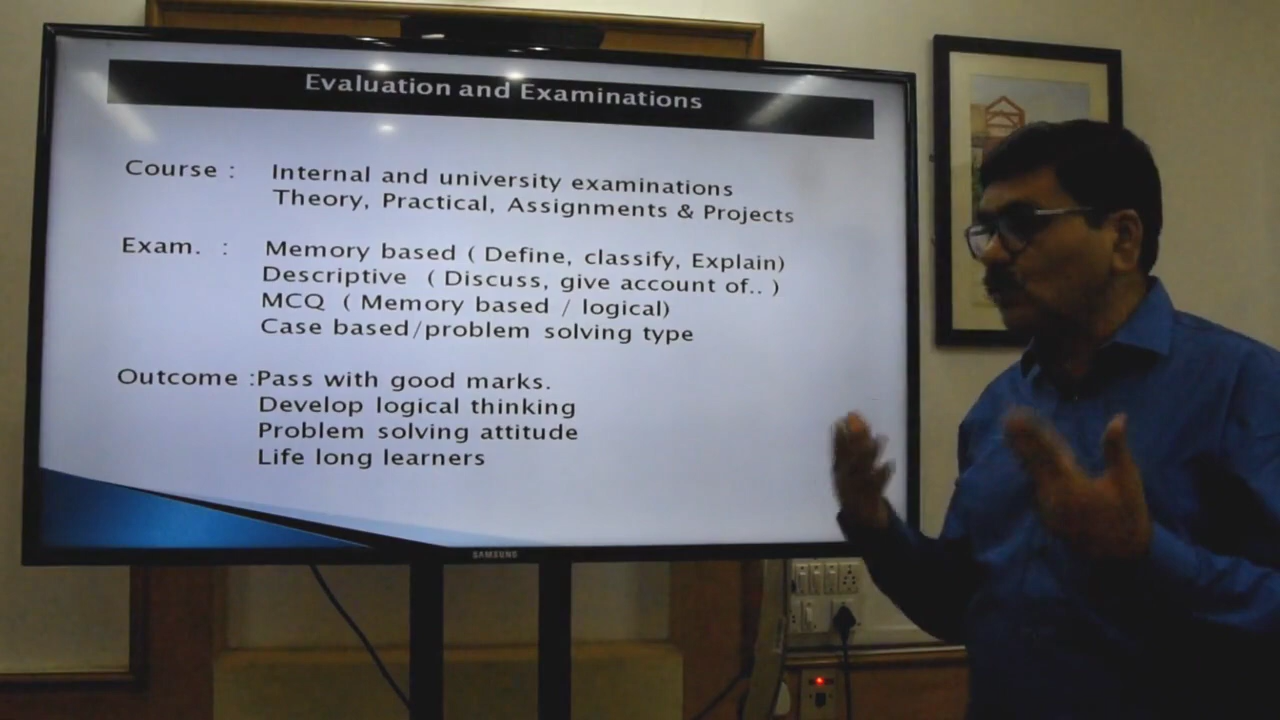 Evaluation and Examinations
Course : Internal and university examinations
Theory, Practical, Assignments & Projects
Exam. : Memory based ( Define, classify, Explain)
Descriptive ( Discuss, give account of.. )
MCQ ( Memory based / logical)
Case based/problem solving type
Outcome :Pass with good marks.
Develop logical thinking
Problem solving attitude
Life long learners
SAMSUNG